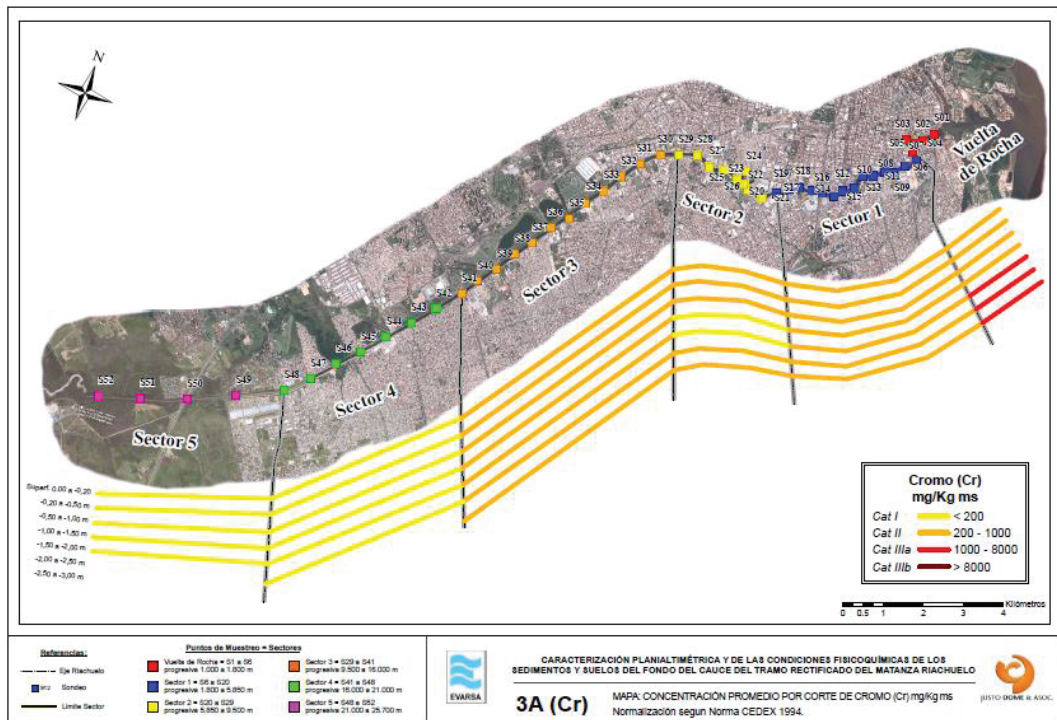 N
S01
S02
S03
S04
S05
S06
S07
S08
S09
S10
S11
S12
S13
S14
S15
S16
S17
S18
S19
S20
S21
S22
S23
S24
S25
S26
S27
S28
S29
S30
S31
S32
S33
S34
S35
S36
S37
S38
S39
S40
S41
S42
S43
S44
S45
S46
S47
S48
S49
S50
S51
S52
Vuelta
de Rocha
Sector 1
Sector 2
Sector 3
Sector 4
Sector 5
Superf. 0,00 a -0,20
-0,20 a -0,50 m
-0,50 a -1,00 m
-1,00 a -1,50 m
-1,50 a -2,00 m
-2,00 a -2,50 m
-2,50 a -3,00 m
Cromo (Cr)
mg/Kg ms
Cat I < 200
Cat II 200 - 1000
Cat IIIa 1000 - 8000
Cat IIIb > 8000
0 0.5 1 2 3 4 Kilómetros
Referencias:
Eje Riachuelo
S12 Sondeo
Límite Sector
Puntos de Muestreo = Sectores
Vuelta de Rocha = S1 a S6
progresiva 1.000 a 1.800 m
Sector 1 = S6 a S20
progresiva 1.800 a 5.850 m
Sector 2 = S20 a S29
progresiva 5.850 a 9.500 m
Sector 3 = S29 a S41
progresiva 9.500 a 16.000 m
Sector 4 = S41 a S48
progresiva 16.000 a 21.000 m
Sector 5 = S48 a S52
progresiva 21.000 a 25.700 m
EVARSA
CARACTERIZACIÓN PLANIALTIMÉTRICA Y DE LAS CONDICIONES FISICOQUÍMICAS DE LOS
SEDIMENTOS Y SUELOS DEL FONDO DEL CAUCE DEL TRAMO RECTIFICADO DEL MATANZA RIACHUELO
3A (Cr)
MAPA: CONCENTRACIÓN PROMEDIO POR CORTE DE CROMO (Cr) mg/Kg ms
Normalización segun Norma CEDEX 1994.
JUSTO DOME & ASOC.